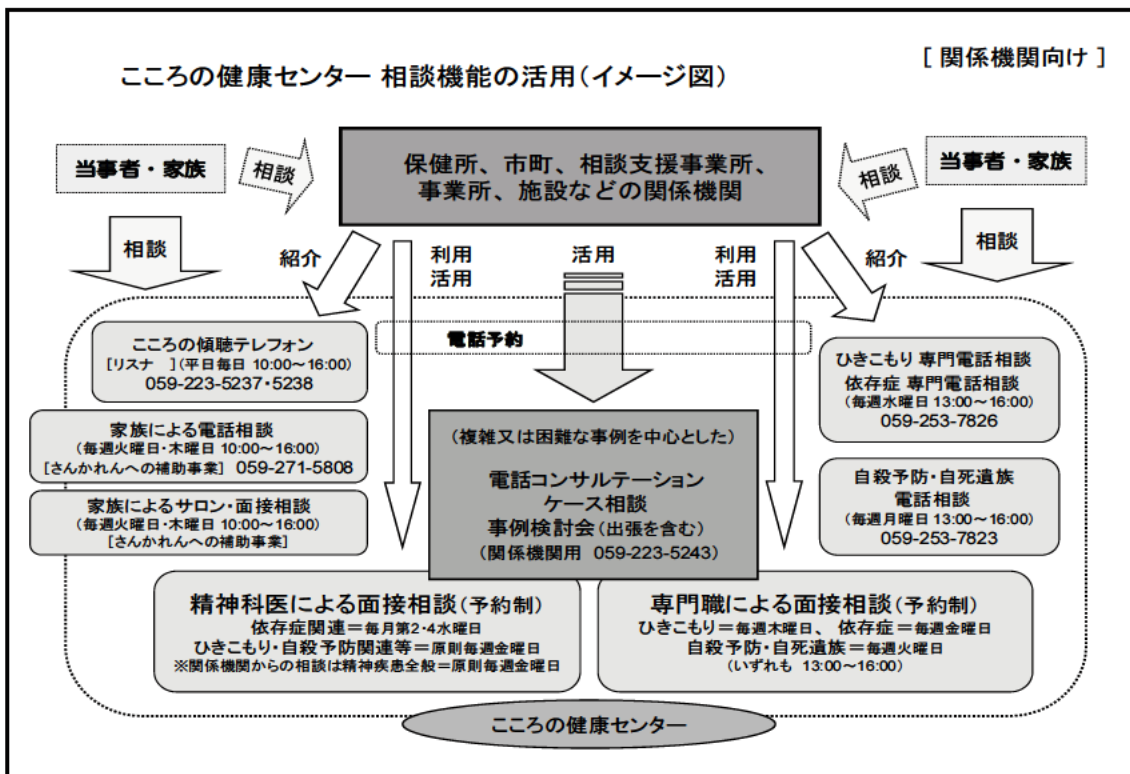 [ 関係機関向け ]
こころの健康センター 相談機能の活用(イメージ図)
当事者・家族
相談
保健所、市町、相談支援事業所、
事業所、施設などの関係機関
相談
当事者・家族
相談
紹介
利用
活用
活用
利用
活用
紹介
相談
電話予約
こころの傾聴テレフォン
[リスナ ](平日毎日 10:00~16:00)
059-223-5237・5238
家族による電話相談
(毎週火曜日・木曜日 10:00~16:00)
[さんかれんへの補助事業] 059-271-5808
家族によるサロン・面接相談
(毎週火曜日・木曜日 10:00~16:00)
[さんかれんへの補助事業]
(複雑又は困難な事例を中心とした)
電話コンサルテーション
ケース相談
事例検討会(出張を含む)
(関係機関用 059-223-5243)
ひきこもり 専門電話相談
依存症 専門電話相談
(毎週水曜日 13:00~16:00)
059-253-7826
自殺予防・自死遺族
電話相談
(毎週月曜日 13:00~16:00)
059-253-7823
精神科医による面接相談(予約制)
依存症関連=毎月第2・4水曜日
ひきこもり・自殺予防関連等=原則毎週金曜日
※関係機関からの相談は精神疾患全般=原則毎週金曜日
専門職による面接相談(予約制)
ひきこもり=毎週木曜日、 依存症=毎週金曜日
自殺予防・自死遺族=毎週火曜日
(いずれも 13:00~16:00)
こころの健康センター